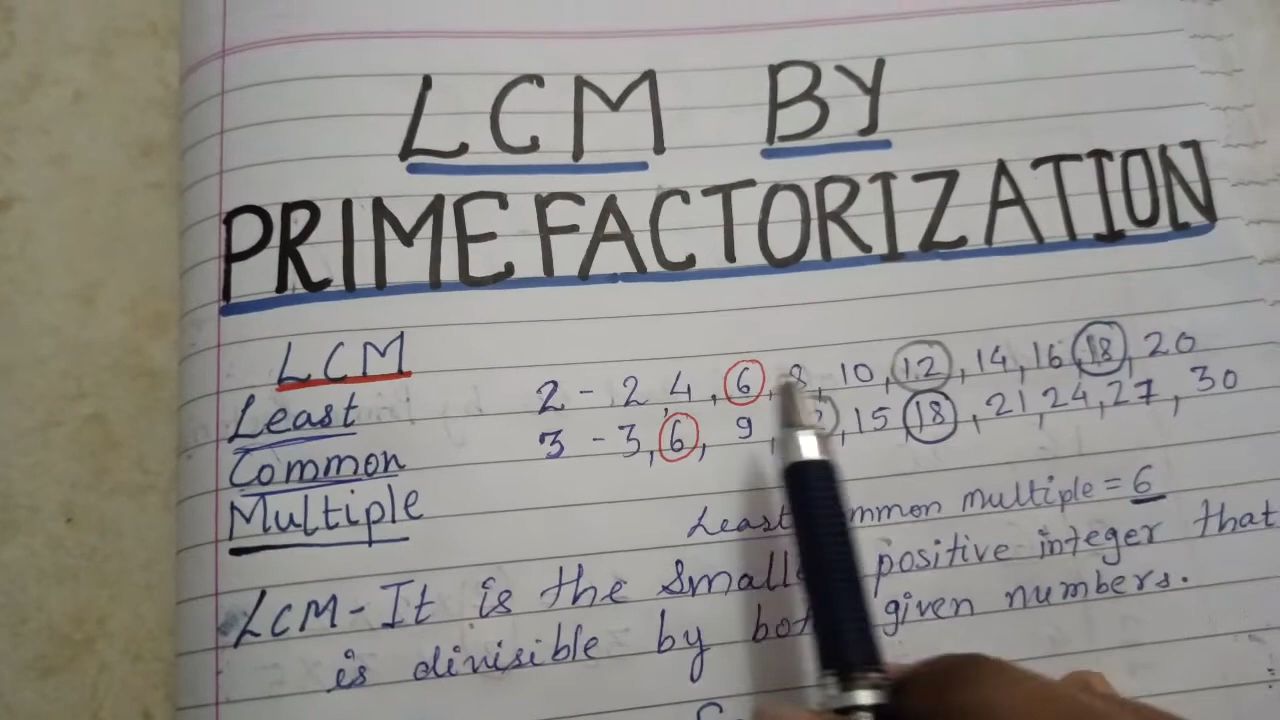 LCM BY
PRIME FACTORIZATION
LCM
Least
Common
Multiple
2 - 2 4, 6, 8, 10, 12, 14, 16, 18, 20
3 - 3, 6, 9, 15, 18, 21, 24, 27, 30
Least multiple = 6
LCM - It is the positive integer that
is divisible by given numbers.